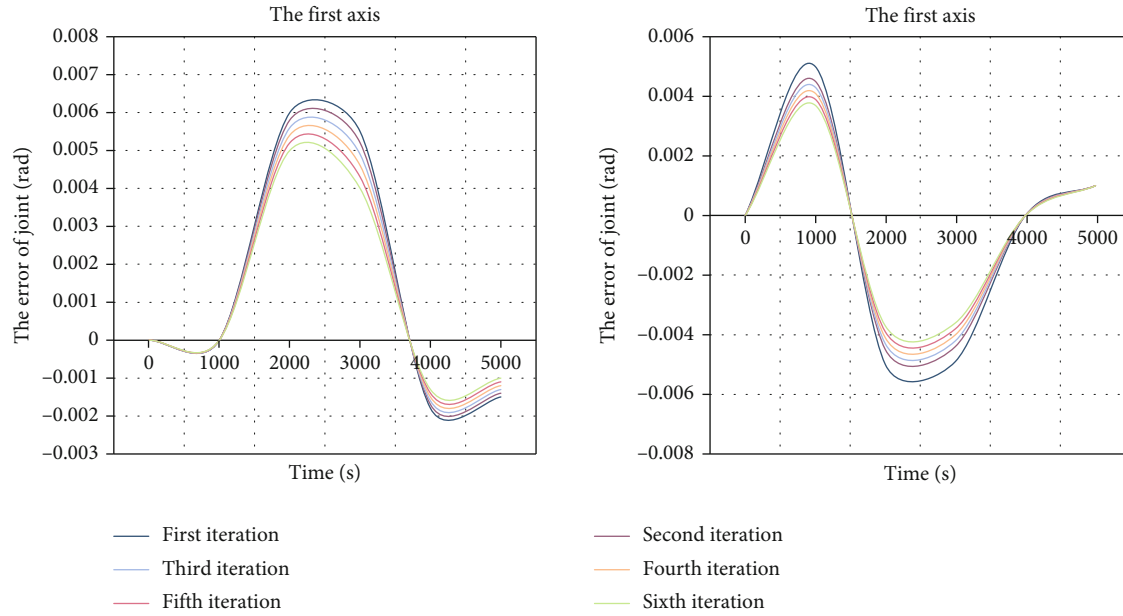 The first axis
0.008
0.007
0.006
0.005
0.004
0.003
0.002
0.001
0
–0.001
–0.002
–0.003
0 1000 2000 3000 4000 5000
The error of joint (rad)
Time (s)
The first axis
0.006
0.004
0.002
0
–0.002
–0.004
–0.006
–0.008
0 1000 2000 3000 4000 5000
The error of joint (rad)
Time (s)
First iteration
Third iteration
Fifth iteration
Second iteration
Fourth iteration
Sixth iteration